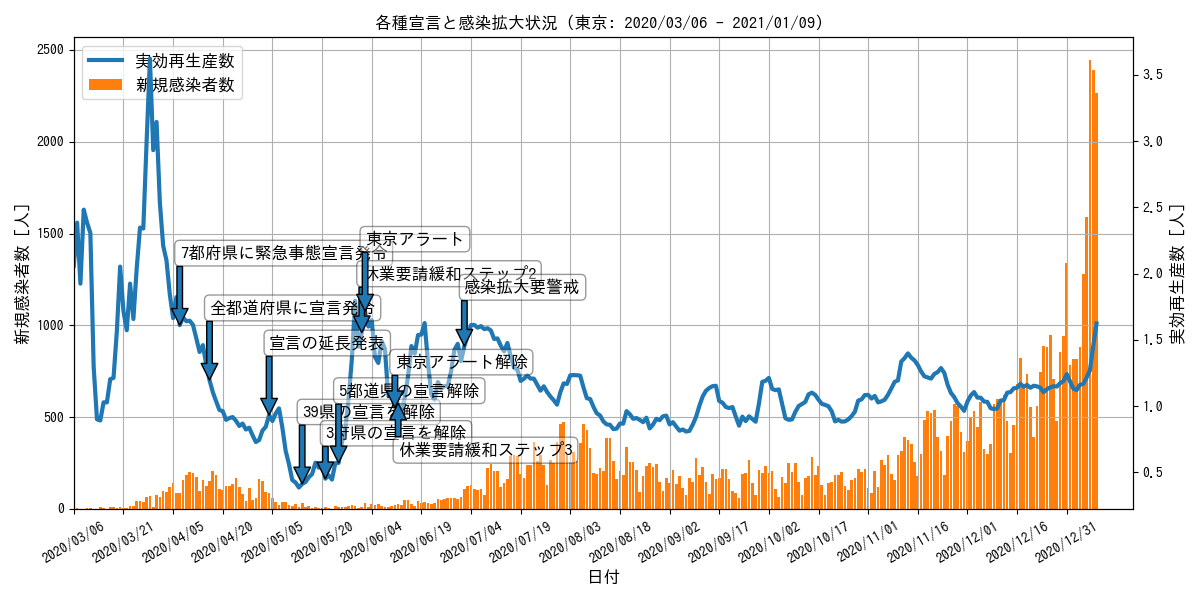 各種宣言と感染拡大状況 (東京: 2020/03/06 - 2021/01/09)
実効再生産数
新規感染者数
新規感染者数 [人]
2500
2000
1500
1000
500
0
3.5
3.0
2.5
2.0
1.5
1.0
0.5
実効再生産数 [人]
東京アラート
7都府県に緊急事態宣言発令
休業要請緩和ステップ2
感染拡大要警戒
全都道府県に宣言発令
宣言の延長発表
東京アラート解除
5都道県の宣言解除
39県の宣言を解除
3府県の宣言を解除
休業要請緩和ステップ3
2020/03/06
2020/03/21
2020/04/05
2020/04/20
2020/05/05
2020/05/20
2020/06/04
2020/06/19
2020/07/04
2020/07/19
2020/08/03
2020/08/18
2020/09/02
2020/09/17
2020/10/02
2020/10/17
2020/11/01
2020/11/16
2020/12/01
2020/12/16
2020/12/31
日付